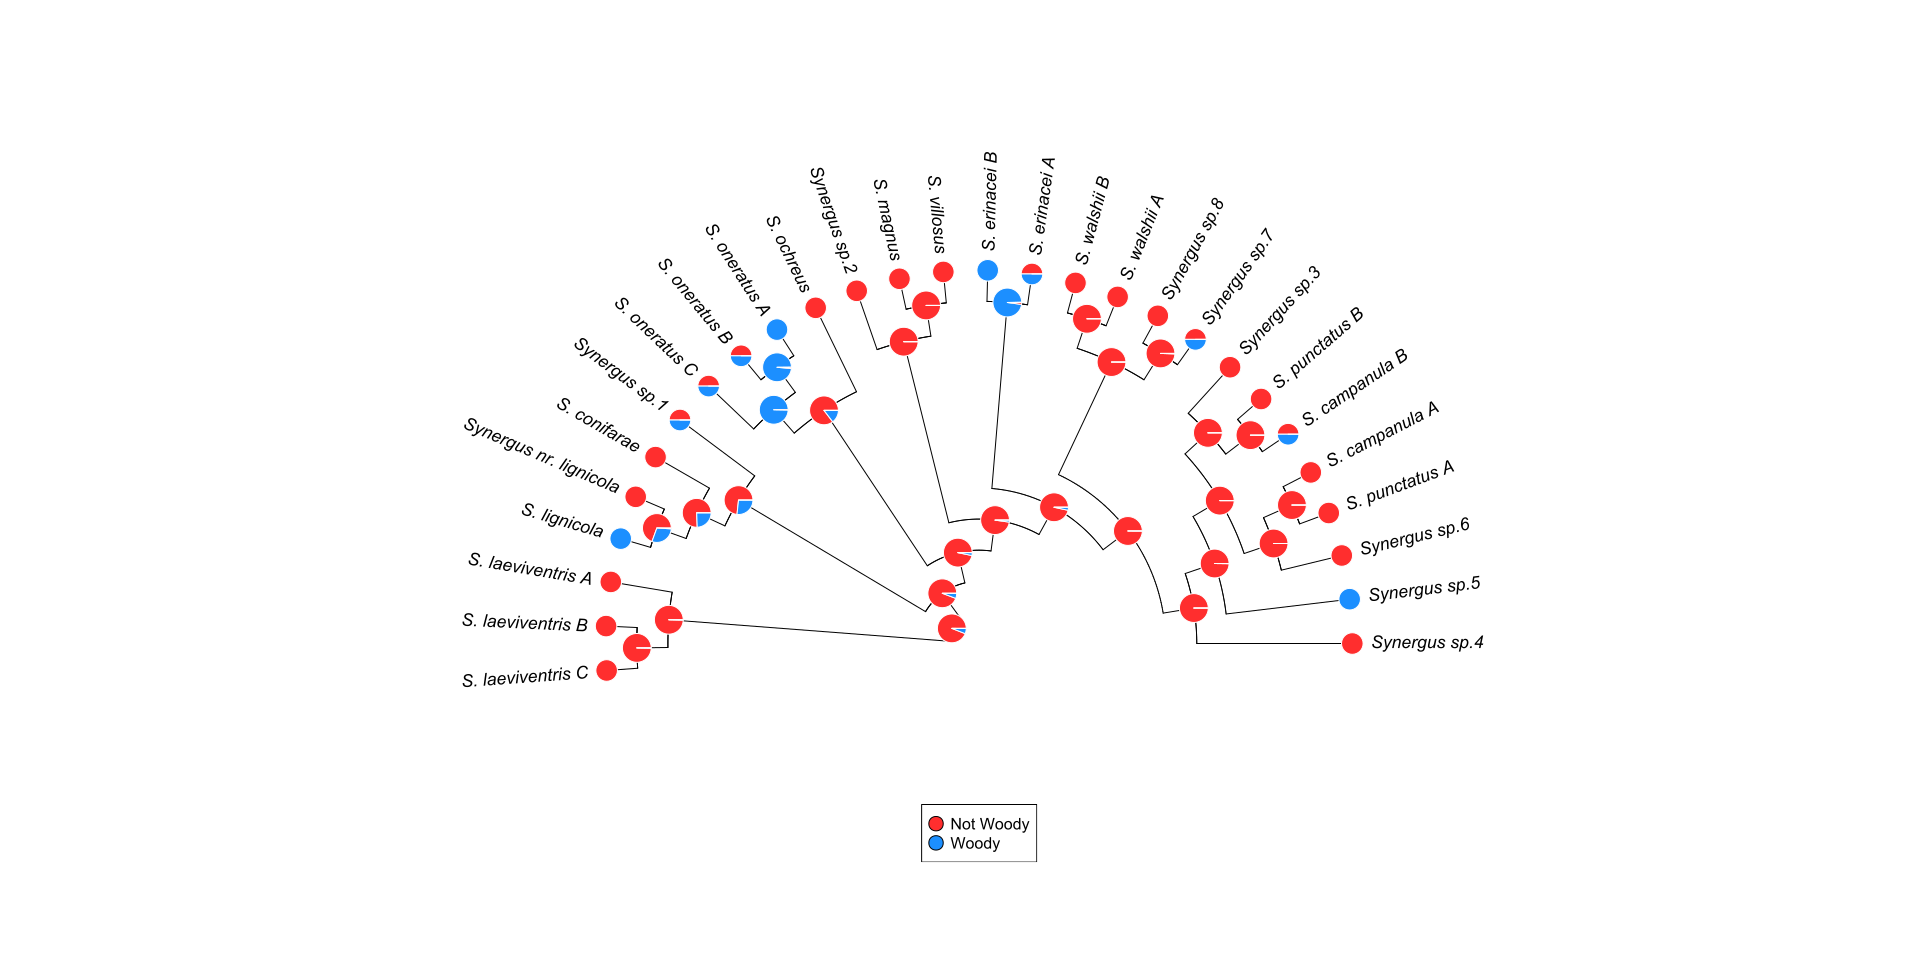 S. laeviventris C
S. laeviventris B
S. laeviventris A
S. lignicola
Synergus nr. lignicola
S. conifarae
Synergus sp.1
S. oneratus C
S. oneratus B
S. oneratus A
S. ochreus
Synergus sp.2
S. magnus
S. villosus
S. erinacei B
S. erinacei A
S. walshii B
S. walshii A
Synergus sp.8
Synergus sp.7
Synergus sp.3
S. punctatus B
S. campanula B
S. campanula A
S. punctatus A
Synergus sp.6
Synergus sp.5
Synergus sp.4
Not Woody
Woody